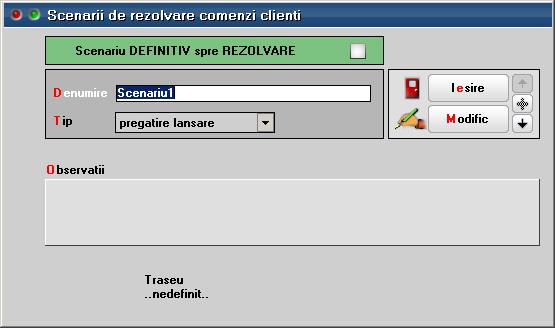 Scenarii de rezolvare comenzi clienti
Scenariu DEFINITIV spre REZOLVARE
Denumire Scenariu1
Tip pregatire lansare
Iesire
Modific
Observatii
Traseu
..nedefinit..